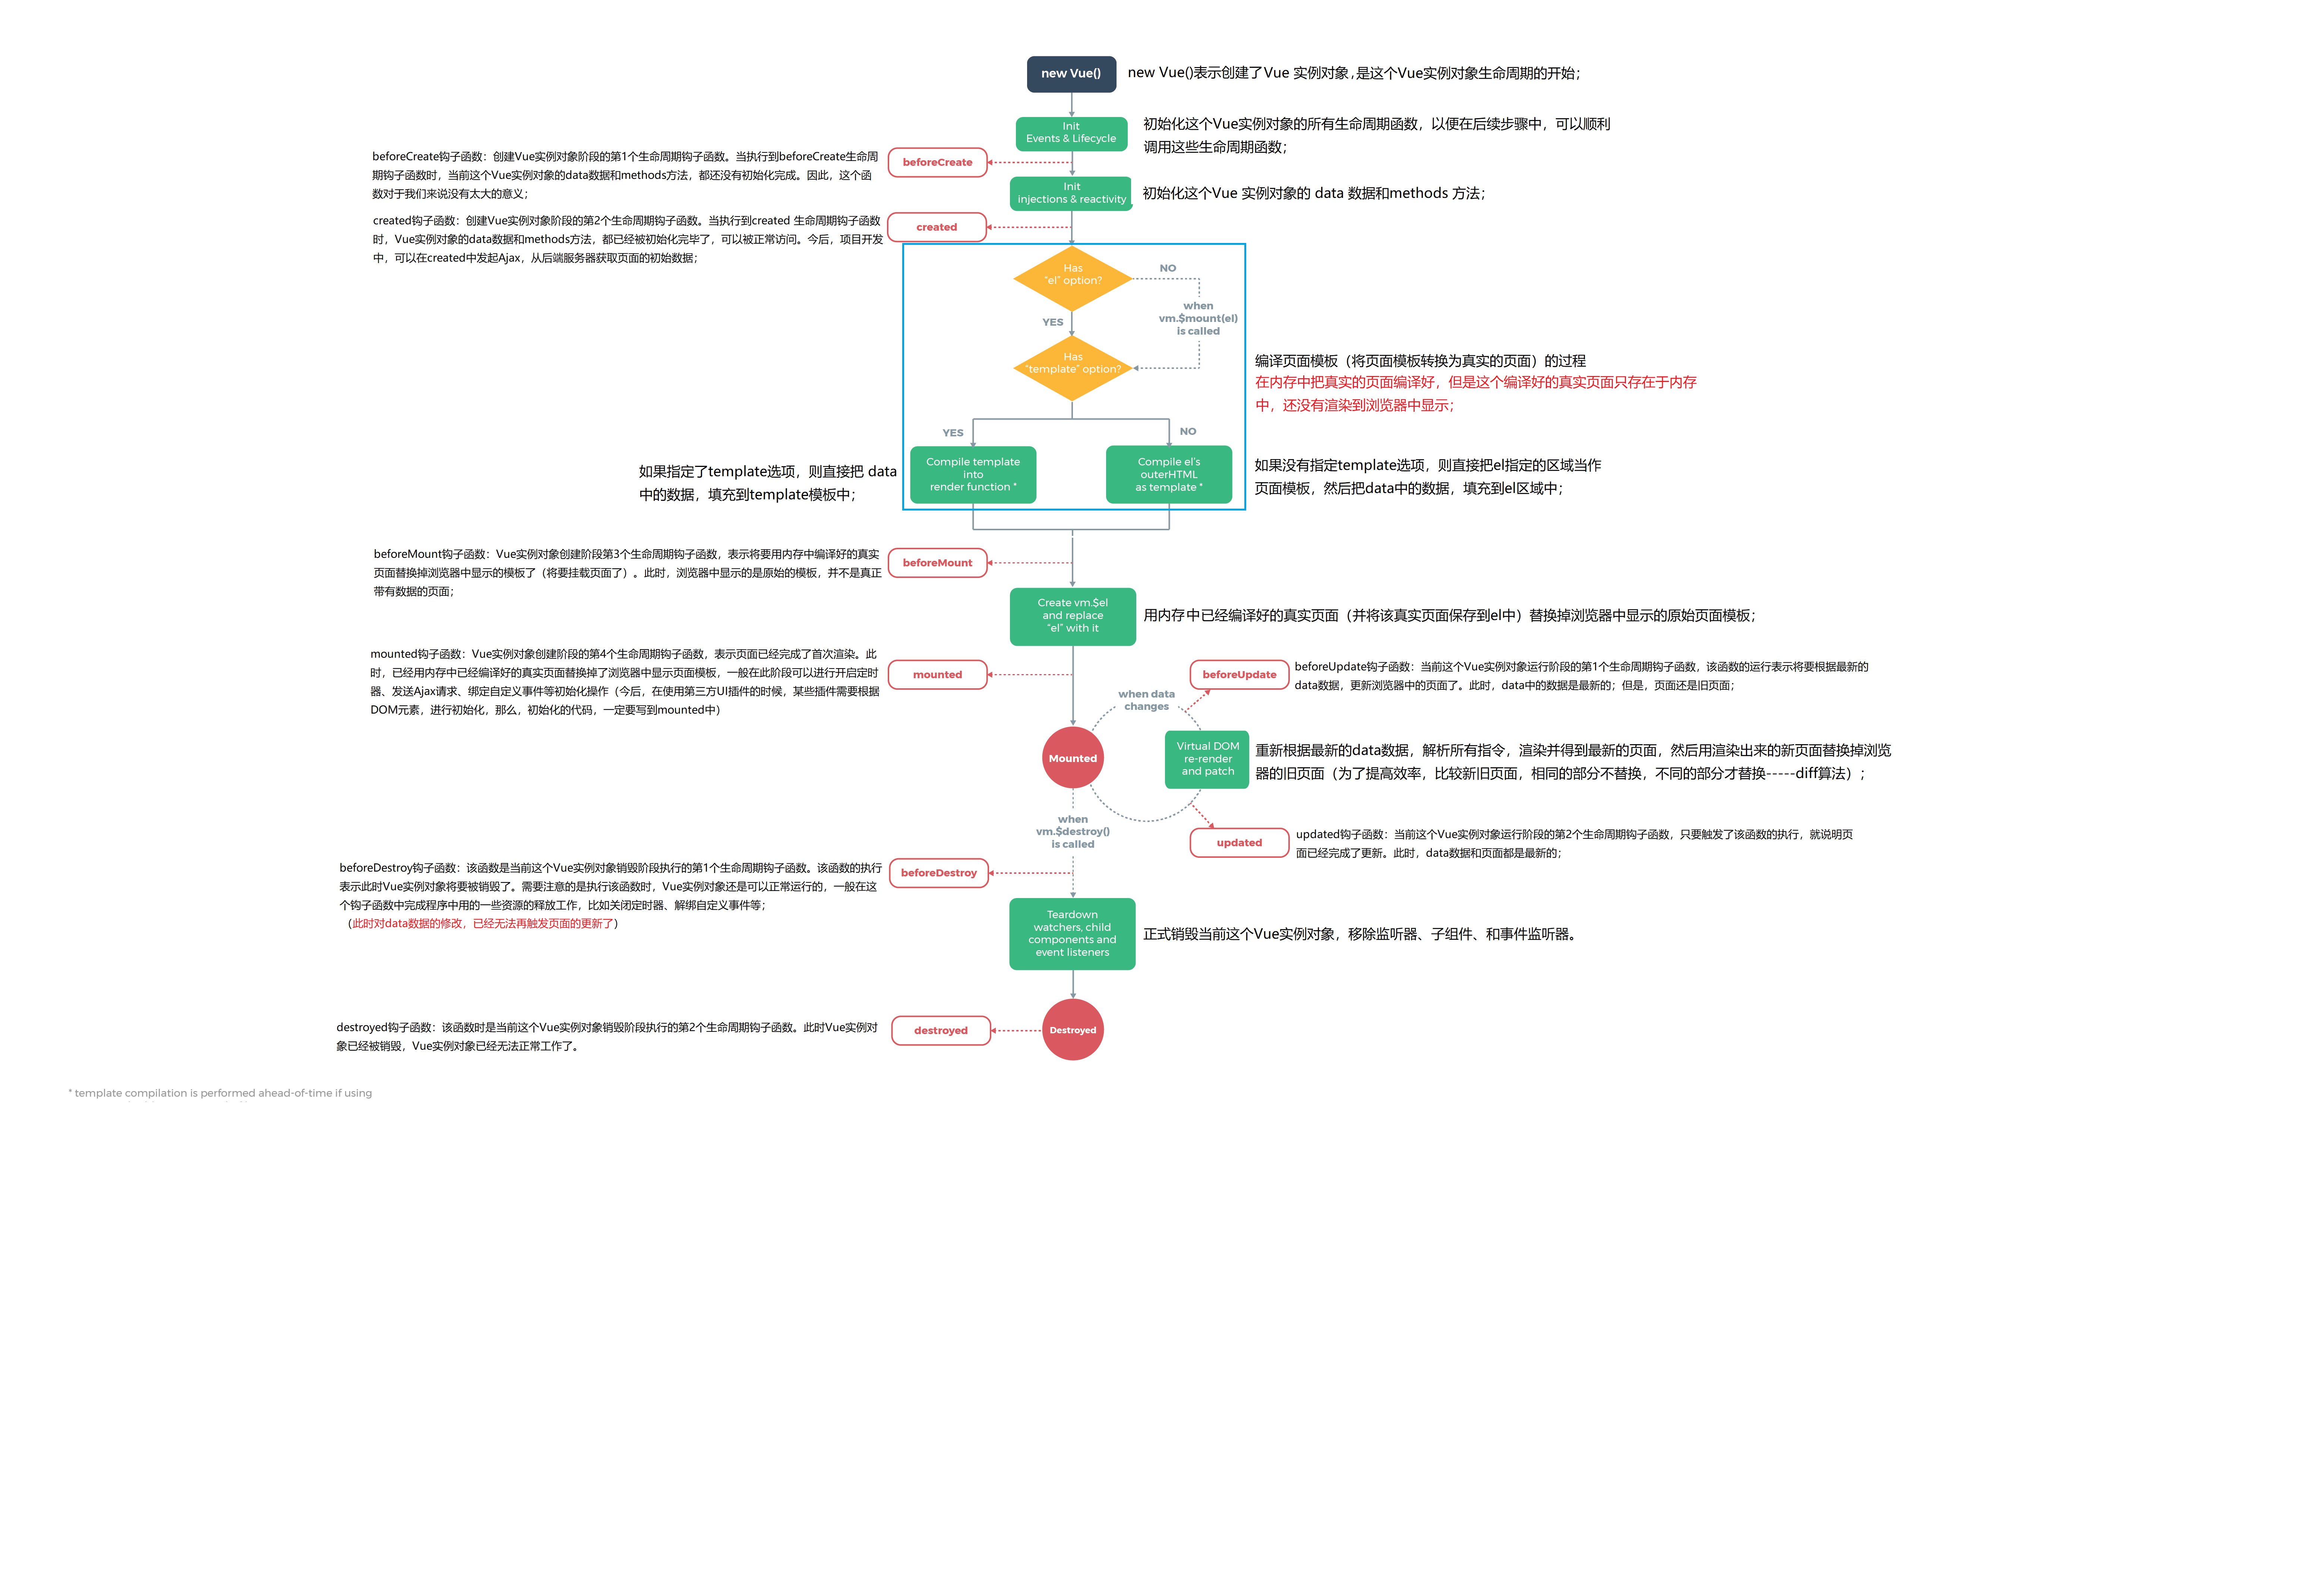 new Vue()
new Vue()表示创建了Vue 实例对象,是这个Vue实例对象生命周期的开始；
Init
Events & Lifecycle
初始化这个Vue实例对象的所有生命周期函数，以便在后续步骤中，可以顺利
调用这些生命周期函数；
beforeCreate钩子函数：创建Vue实例对象阶段的第1个生命周期钩子函数。当执行到beforeCreate生命周
期钩子函数时，当前这个Vue实例对象的data数据和methods方法，都还没有初始化完成。因此，这个函
数对于我们来说没有太大的意义；
beforeCreate
Init
injections & reactivity
初始化这个Vue 实例对象的 data 数据和methods 方法；
created钩子函数：创建Vue实例对象阶段的第2个生命周期钩子函数。当执行到created 生命周期钩子函数
时，Vue实例对象的data数据和methods方法，都已经被初始化完毕了，可以被正常访问。今后，项目开发
中，可以在created中发起Ajax，从后端服务器获取页面的初始数据；
created
Has
“el” option?
NO
when
vm.$mount(el)
is called
YES
Has
“template” option?
编译页面模板（将页面模板转换为真实的页面）的过程
在内存中把真实的页面编译好，但是这个编译好的真实页面只存在于内存
中，还没有渲染到浏览器中显示；
YES
NO
如果指定了template选项，则直接把 data
中的数据，填充到template模板中；
Compile template
into
render function *
Compile el’s
outerHTML
as template *
如果没有指定template选项，则直接把el指定的区域当作
页面模板，然后把data中的数据，填充到el区域中；
beforeMount钩子函数：Vue实例对象创建阶段第3个生命周期钩子函数，表示将要用内存中编译好的真实
页面替换掉浏览器中显示的模板了（将要挂载页面了）。此时，浏览器中显示的是原始的模板，并不是真正
带有数据的页面；
beforeMount
Create vm.$el
and replace
“el” with it
用内存中已经编译好的真实页面（并将该真实页面保存到el中）替换掉浏览器中显示的原始页面模板；
mounted钩子函数：Vue实例对象创建阶段的第4个生命周期钩子函数，表示页面已经完成了首次渲染。此
时，已经用内存中已经编译好的真实页面替换掉了浏览器中显示页面模板，一般在此阶段可以进行开启定时
器、发送Ajax请求、绑定自定义事件等初始化操作（今后，在使用第三方UI插件的时候，某些插件需要根据
DOM元素，进行初始化，那么，初始化的代码，一定要写到mounted中）
mounted
beforeUpdate
beforeUpdate钩子函数：当前这个Vue实例对象运行阶段的第1个生命周期钩子函数，该函数的运行表示将要根据最新的
data数据，更新浏览器中的页面了。此时，data中的数据是最新的；但是，页面还是旧页面；
when data
changes
Mounted
Virtual DOM
re-render
and patch
重新根据最新的data数据，解析所有指令，渲染并得到最新的页面，然后用渲染出来的新页面替换掉浏览
器的旧页面（为了提高效率，比较新旧页面，相同的部分不替换，不同的部分才替换-----diff算法）；
when
vm.$destroy()
is called
updated
updated钩子函数：当前这个Vue实例对象运行阶段的第2个生命周期钩子函数，只要触发了该函数的执行，就说明页
面已经完成了更新。此时，data数据和页面都是最新的；
beforeDestroy钩子函数：该函数是当前这个Vue实例对象销毁阶段执行的第1个生命周期钩子函数。该函数的执行
表示此时Vue实例对象将要被销毁了。需要注意的是执行该函数时，Vue实例对象还是可以正常运行的，一般在这
个钩子函数中完成程序中用的一些资源的释放工作，比如关闭定时器、解绑自定义事件等；
（此时对data数据的修改，已经无法再触发页面的更新了）
beforeDestroy
Teardown
watchers, child
components and
event listeners
正式销毁当前这个Vue实例对象，移除监听器、子组件、和事件监听器。
destroyed钩子函数：该函数时是当前这个Vue实例对象销毁阶段执行的第2个生命周期钩子函数。此时Vue实例对
象已经被销毁，Vue实例对象已经无法正常工作了。
destroyed
Destroyed
* template compilation is performed ahead-of-time if using